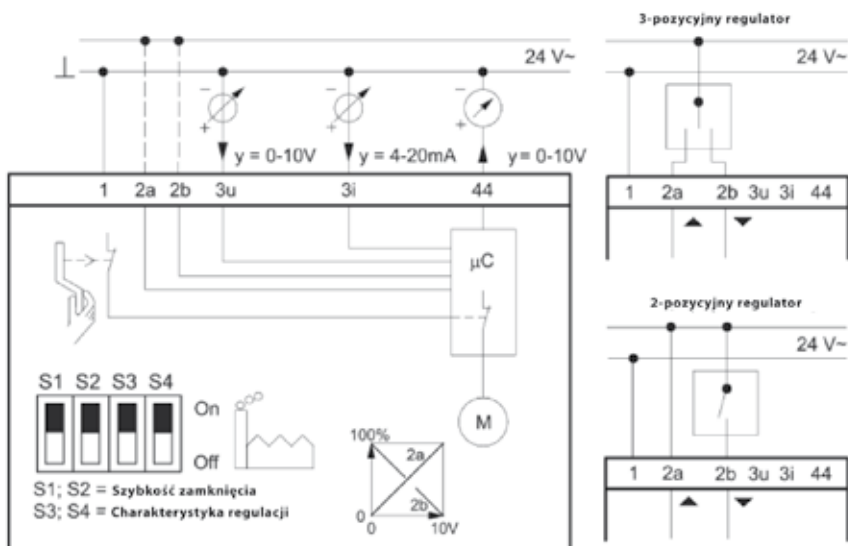 24 V~
y = 0-10V y = 4-20mA y = 0-10V
1 2a 2b 3u 3i 44
µC
M
S1 S2 S3 S4
On
Off
S1; S2 = Szybkość zamknięcia
S3; S4 = Charakterystyka regulacji
100%
2a
2b
0
0 10V
3-pozycyjny regulator
24 V~
1 2a 2b 3u 3i 44
2-pozycyjny regulator
24 V~
1 2a 2b 3u 3i 44